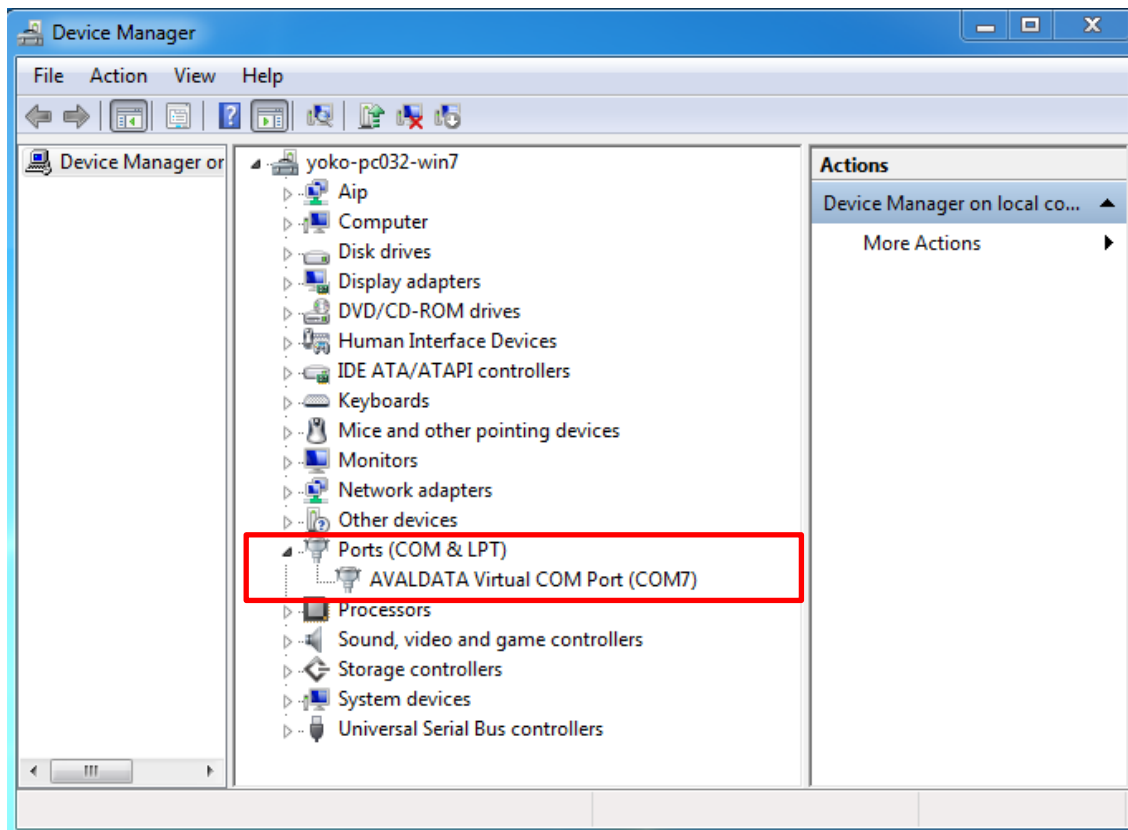 Device Manager
File Action View Help
Device Manager or
yoko-pc032-win7
Aip
Computer
Disk drives
Display adapters
DVD/CD-ROM drives
Human Interface Devices
IDE ATA/ATAPI controllers
Keyboards
Mice and other pointing devices
Monitors
Network adapters
Other devices
Ports (COM & LPT)
AVALDATA Virtual COM Port (COM7)
Processors
Sound, video and game controllers
Storage controllers
System devices
Universal Serial Bus controllers
Actions
Device Manager on local co...
More Actions